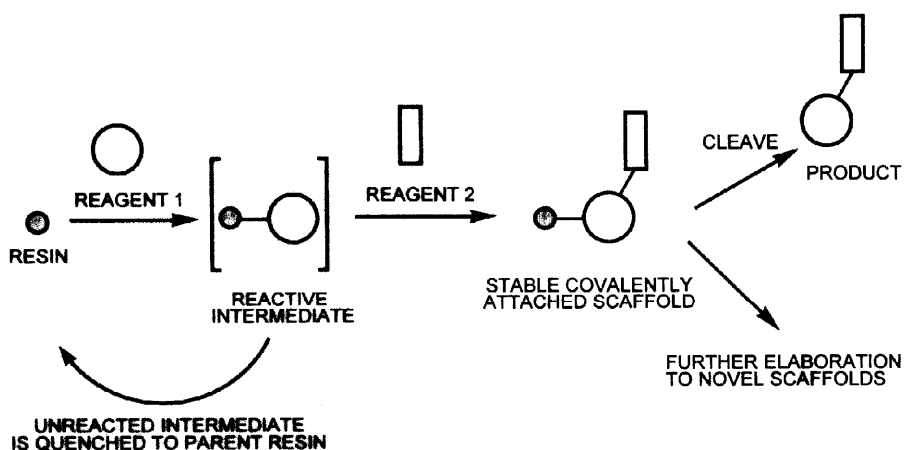 REAGENT 1
RESIN
REACTIVE
INTERMEDIATE
REAGENT 2
STABLE COVALENTLY
ATTACHED SCAFFOLD
CLEAVE
PRODUCT
FURTHER ELABORATION
TO NOVEL SCAFFOLDS
UNREACTED INTERMEDIATE
IS QUENCHED TO PARENT RESIN